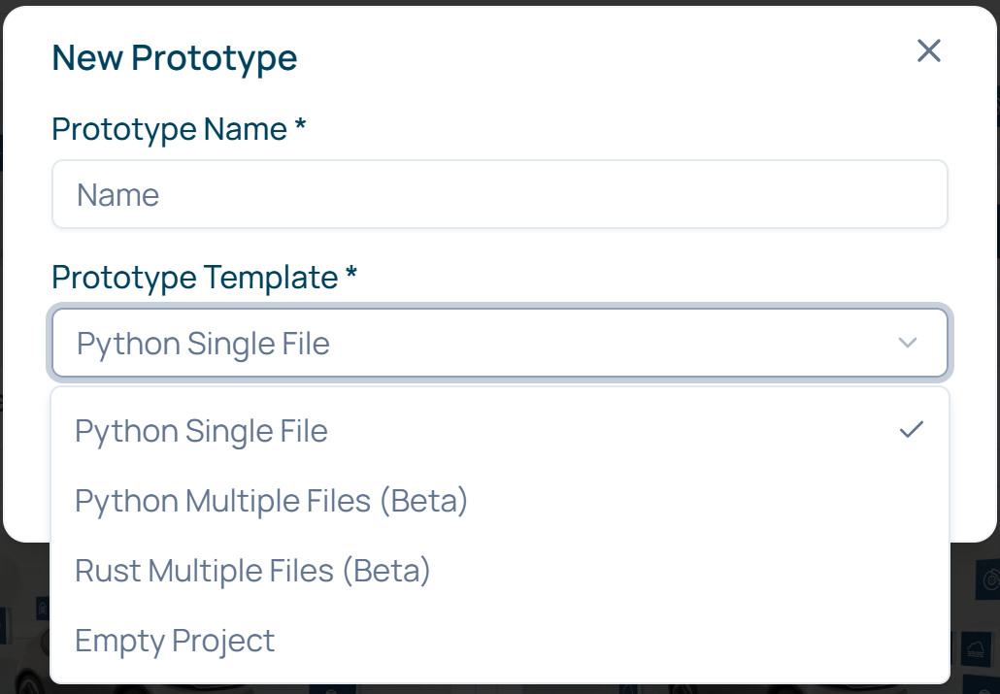 New Prototype
Prototype Name *
Name
Prototype Template *
Python Single File
Python Single File
Python Multiple Files (Beta)
Rust Multiple Files (Beta)
Empty Project